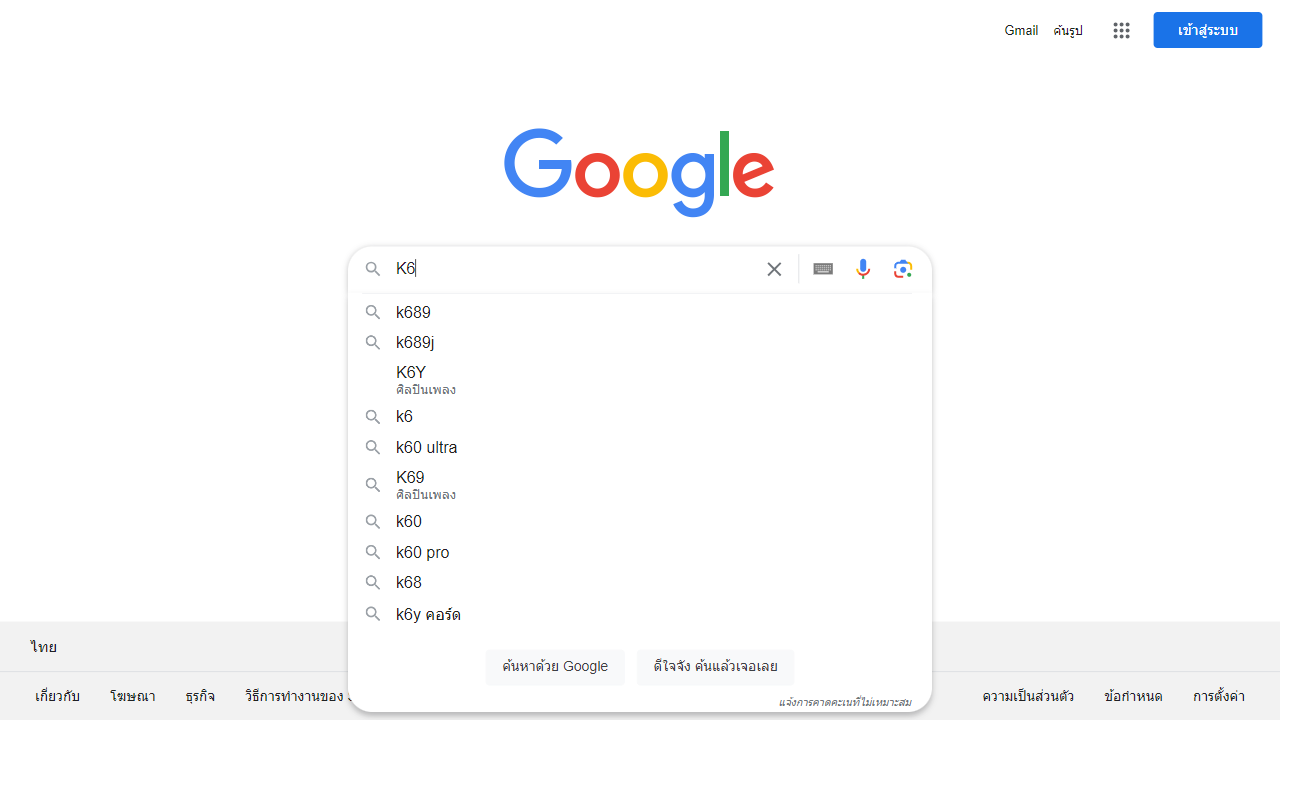 Gmail ค้นรูป เข้าสู่ระบบ
Google
K6
k689
k689j
K6Y
ศิลปินเพลง
k6
k60 ultra
K69
ศิลปินเพลง
k60
k60 pro
k68
k6y คอร์ด
ค้นหาด้วย Google ดีใจจัง ค้นแล้วเจอเลย
แจ้งการคาดคะเนที่ไม่เหมาะสม
ไทย
เกี่ยวกับ โฆษณา ธุรกิจ วิธีการทำงานของ ความเป็นส่วนตัว ข้อกำหนด การตั้งค่า